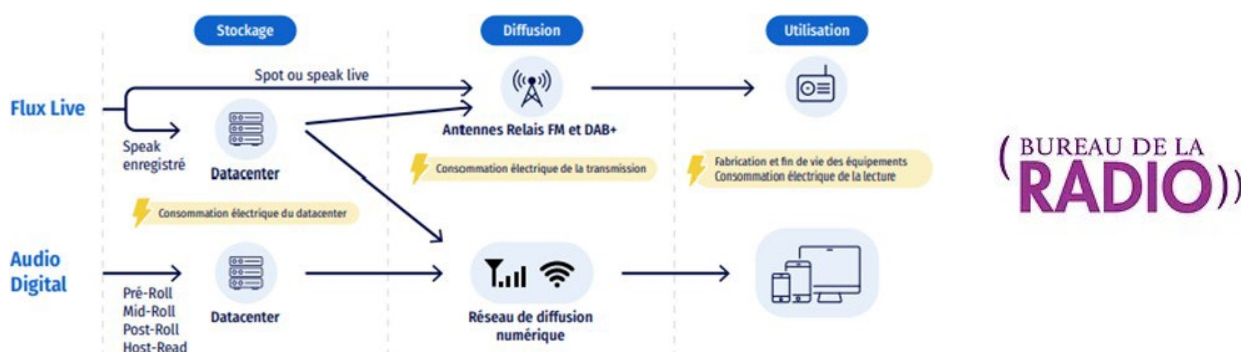 Stockage
Diffusion
Utilisation
Spot ou speak live
Flux Live
Speak
enregistré
Datacenter
Antennes Relais FM et DAB+
Consommation électrique du datacenter
Consommation électrique de la transmission
Fabrication et fin de vie des équipements
Consommation électrique de la lecture
BUREAU DE LA
RADIO
Audio
Digital
Pré-Roll
Mid-Roll
Post-Roll
Host-Read
Datacenter
Réseau de diffusion
numérique